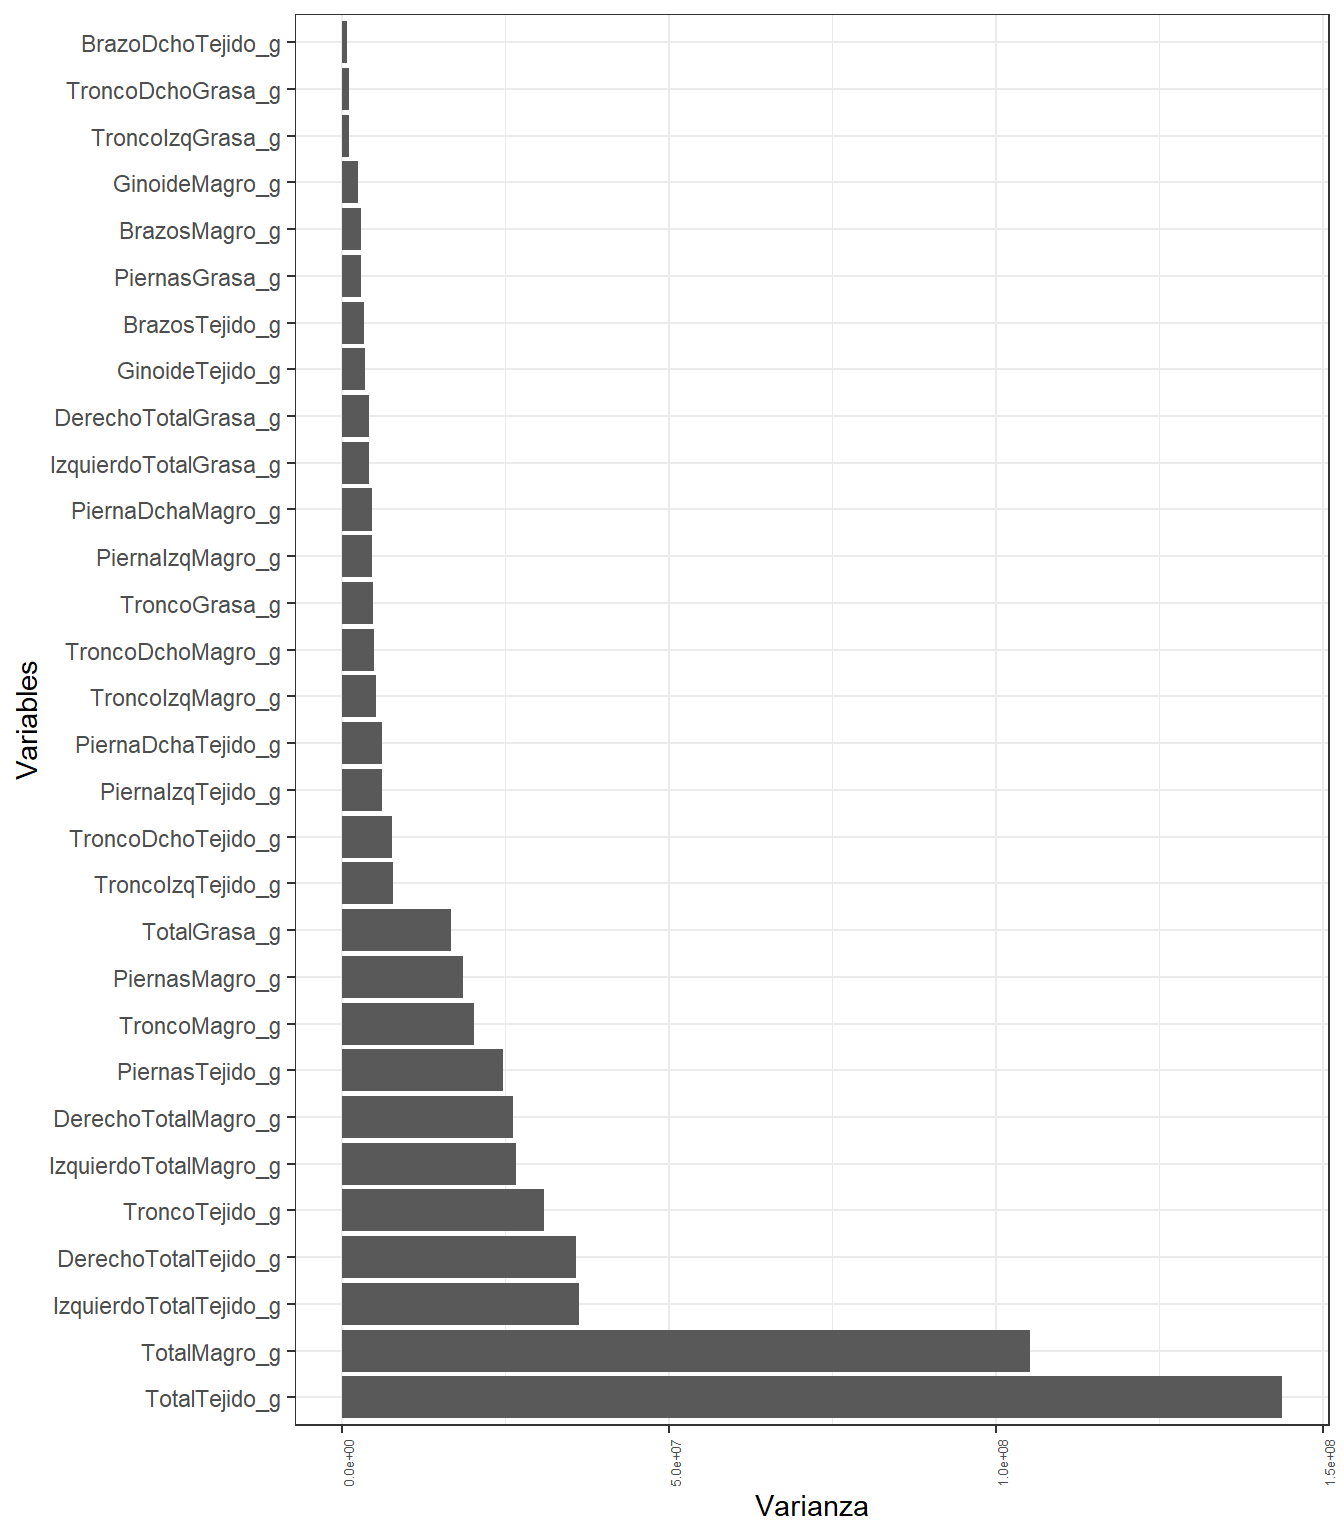 BrazoDchoTejido_g
TroncoDchoGrasa_g
TroncoIzqGrasa_g
GinoideMagro_g
BrazosMagro_g
PiernasGrasa_g
BrazosTejido_g
GinoideTejido_g
DerechoTotalGrasa_g
IzquierdoTotalGrasa_g
PiernaDchaMagro_g
PiernaIzqMagro_g
TroncoGrasa_g
TroncoDchoMagro_g
TroncoIzqMagro_g
PiernaDchaTejido_g
PiernaIzqTejido_g
TroncoDchoTejido_g
TroncoIzqTejido_g
TotalGrasa_g
PiernasMagro_g
TroncoMagro_g
PiernasTejido_g
DerechoTotalMagro_g
IzquierdoTotalMagro_g
TroncoTejido_g
DerechoTotalTejido_g
IzquierdoTotalTejido_g
TotalMagro_g
TotalTejido_g
Variables
0.0e+00
5.0e+07
1.0e+08
1.5e+08
Varianza